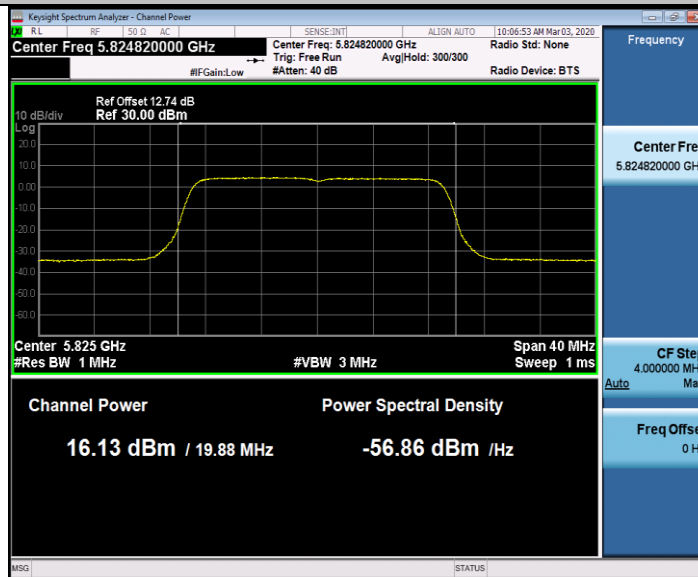 Keysight Spectrum Analyzer - Channel Power
RL RF 50 Ω AC SENSE:INT ALIGN AUTO 10:06:53 AM Mar 03, 2020
Center Freq 5.824820000 GHz
Center Freq: 5.824820000 GHz
Radio Std: None
Trig: Free Run Avg|Hold: 300/300
#IFGain:Low
#Atten: 40 dB
Radio Device: BTS
Frequency
Ref Offset 12.74 dB
10 dB/div Ref 30.00 dBm
Log
20.0
10.0
0.00
-10.0
-20.0
-30.0
-40.0
-50.0
-60.0
Center 5.825 GHz Span 40 MHz
#Res BW 1 MHz #VBW 3 MHz Sweep 1 ms
Channel Power Power Spectral Density
16.13 dBm / 19.88 MHz -56.86 dBm /Hz
Center Fre
5.824820000 GH
CF Step
4.000000 MH
Auto Ma
Freq Offse
0 H
MSG STATUS